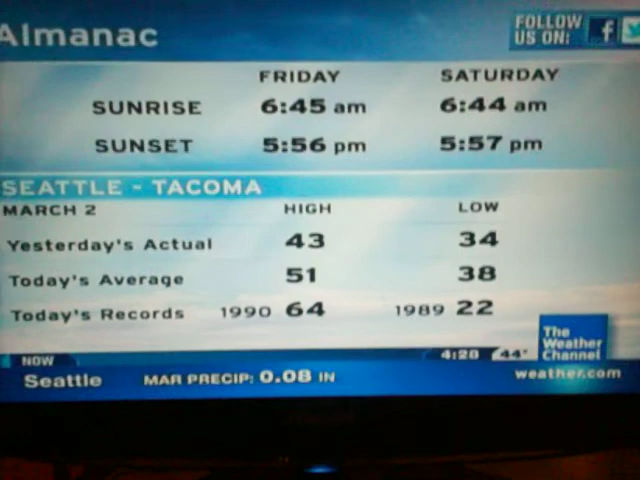 Almanac
FOLLOW US ON:
FRIDAY SATURDAY
SUNRISE 6:45 am 6:44 am
SUNSET 5:56 pm 5:57 pm
SEATTLE - TACOMA
MARCH 2 HIGH LOW
Yesterday's Actual 43 34
Today's Average 51 38
Today's Records 1990 64 1989 22
The
Weather
Channel
NOW 4:28 44°
Seattle MAR PRECIP: 0.08 IN weather.com